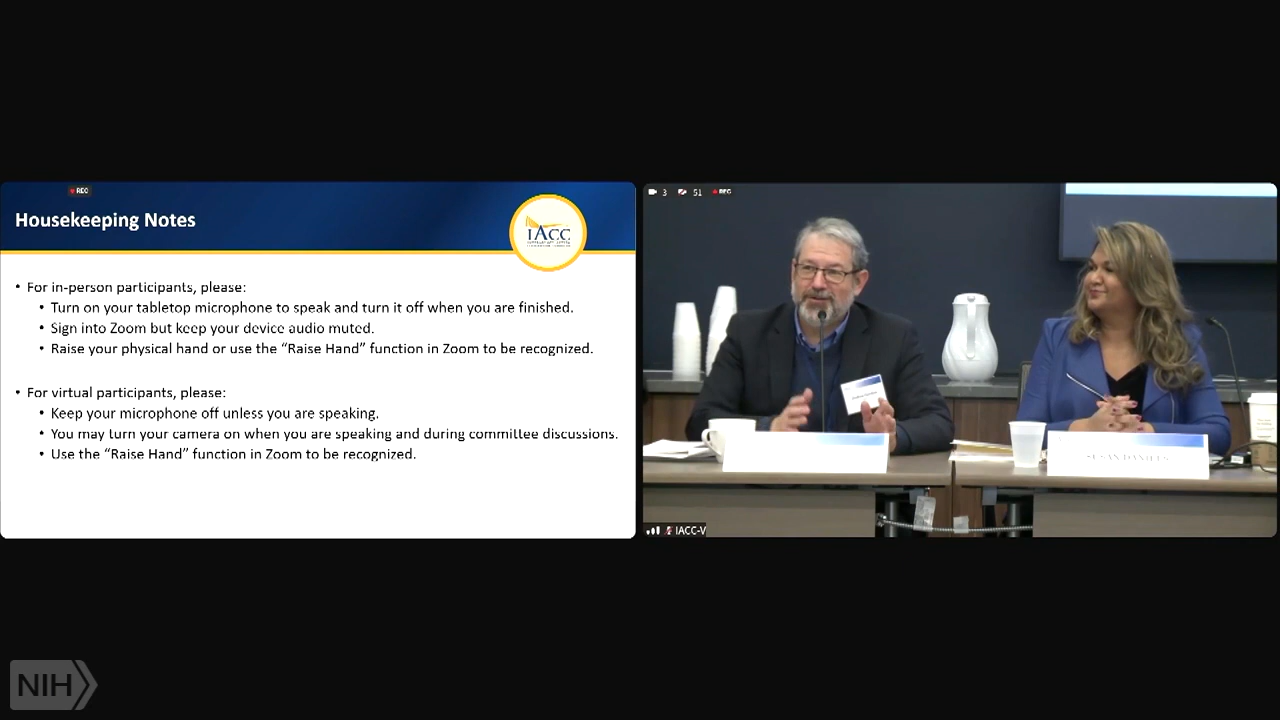 REC
Housekeeping Notes
IACC
• For in-person participants, please:
• Turn on your tabletop microphone to speak and turn it off when you are finished.
• Sign into Zoom but keep your device audio muted.
• Raise your physical hand or use the “Raise Hand” function in Zoom to be recognized.
• For virtual participants, please:
• Keep your microphone off unless you are speaking.
• You may turn your camera on when you are speaking and during committee discussions.
• Use the “Raise Hand” function in Zoom to be recognized.
3 51 REC
SUSAN DANIELS
IACC-V
NIH